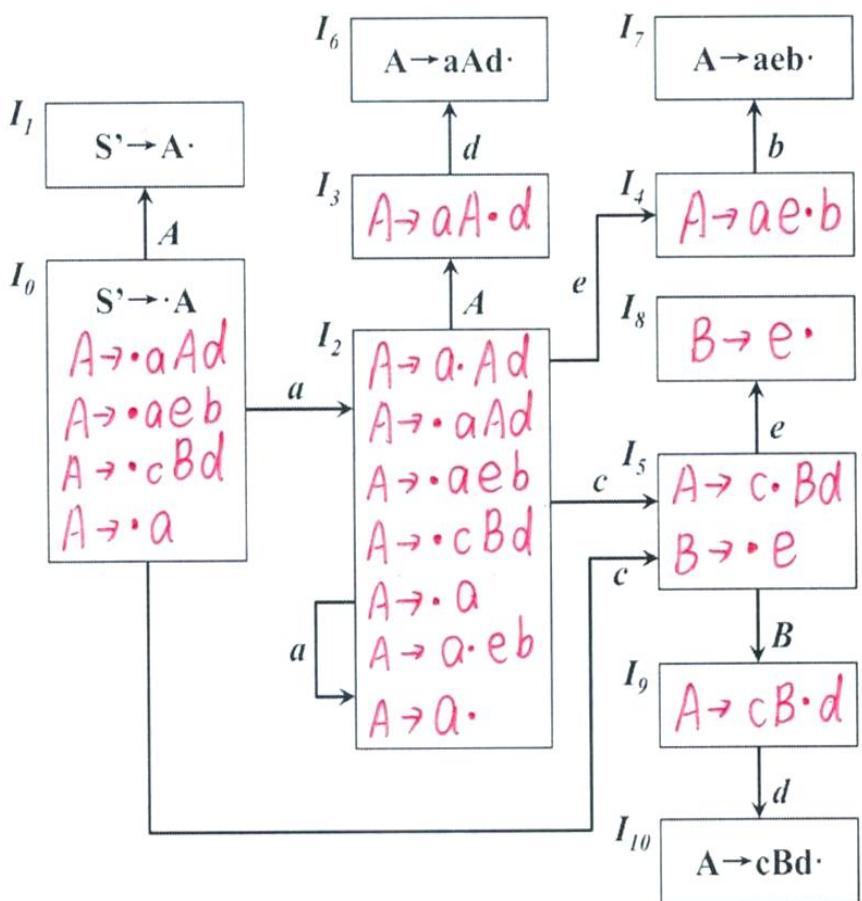 I6
A→aAd·
I7
A→aeb·
I1
S’→A·
d
b
I3
A→aA·d
I4
A→ae·b
A
I0
S’→·A
A→·aAd
A→·aeb
A→·cBd
A→·a
a
A
e
I2
A→a·Ad
A→·aAd
A→·aeb
A→·cBd
A→·a
A→a·eb
A→a·
a
I8
B→e·
e
c
I5
A→c·Bd
B→·e
c
B
I9
A→cB·d
d
I10
A→cBd·